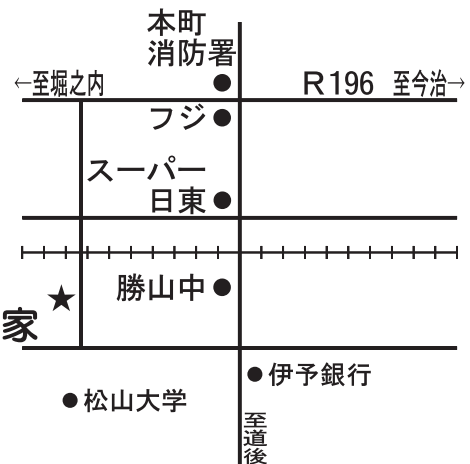 本町
消防署
←至堀之内
R196 至今治→
フジ
スーパー
日東
勝山中
家
伊予銀行
松山大学
至道後